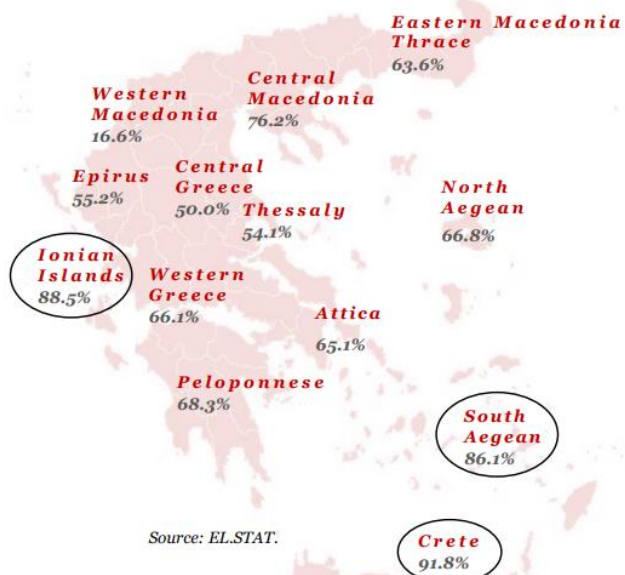 Eastern Macedonia
Thrace
63.6%
Central
Macedonia
76.2%
Western
Macedonia
16.6%
Epirus
55.2%
Central
Greece
50.0%
Thessaly
54.1%
North
Aegean
66.8%
Ionian
Islands
88.5%
Western
Greece
66.1%
Attica
65.1%
Peloponnese
68.3%
South
Aegean
86.1%
Source: EL.STAT.
Crete
91.8%